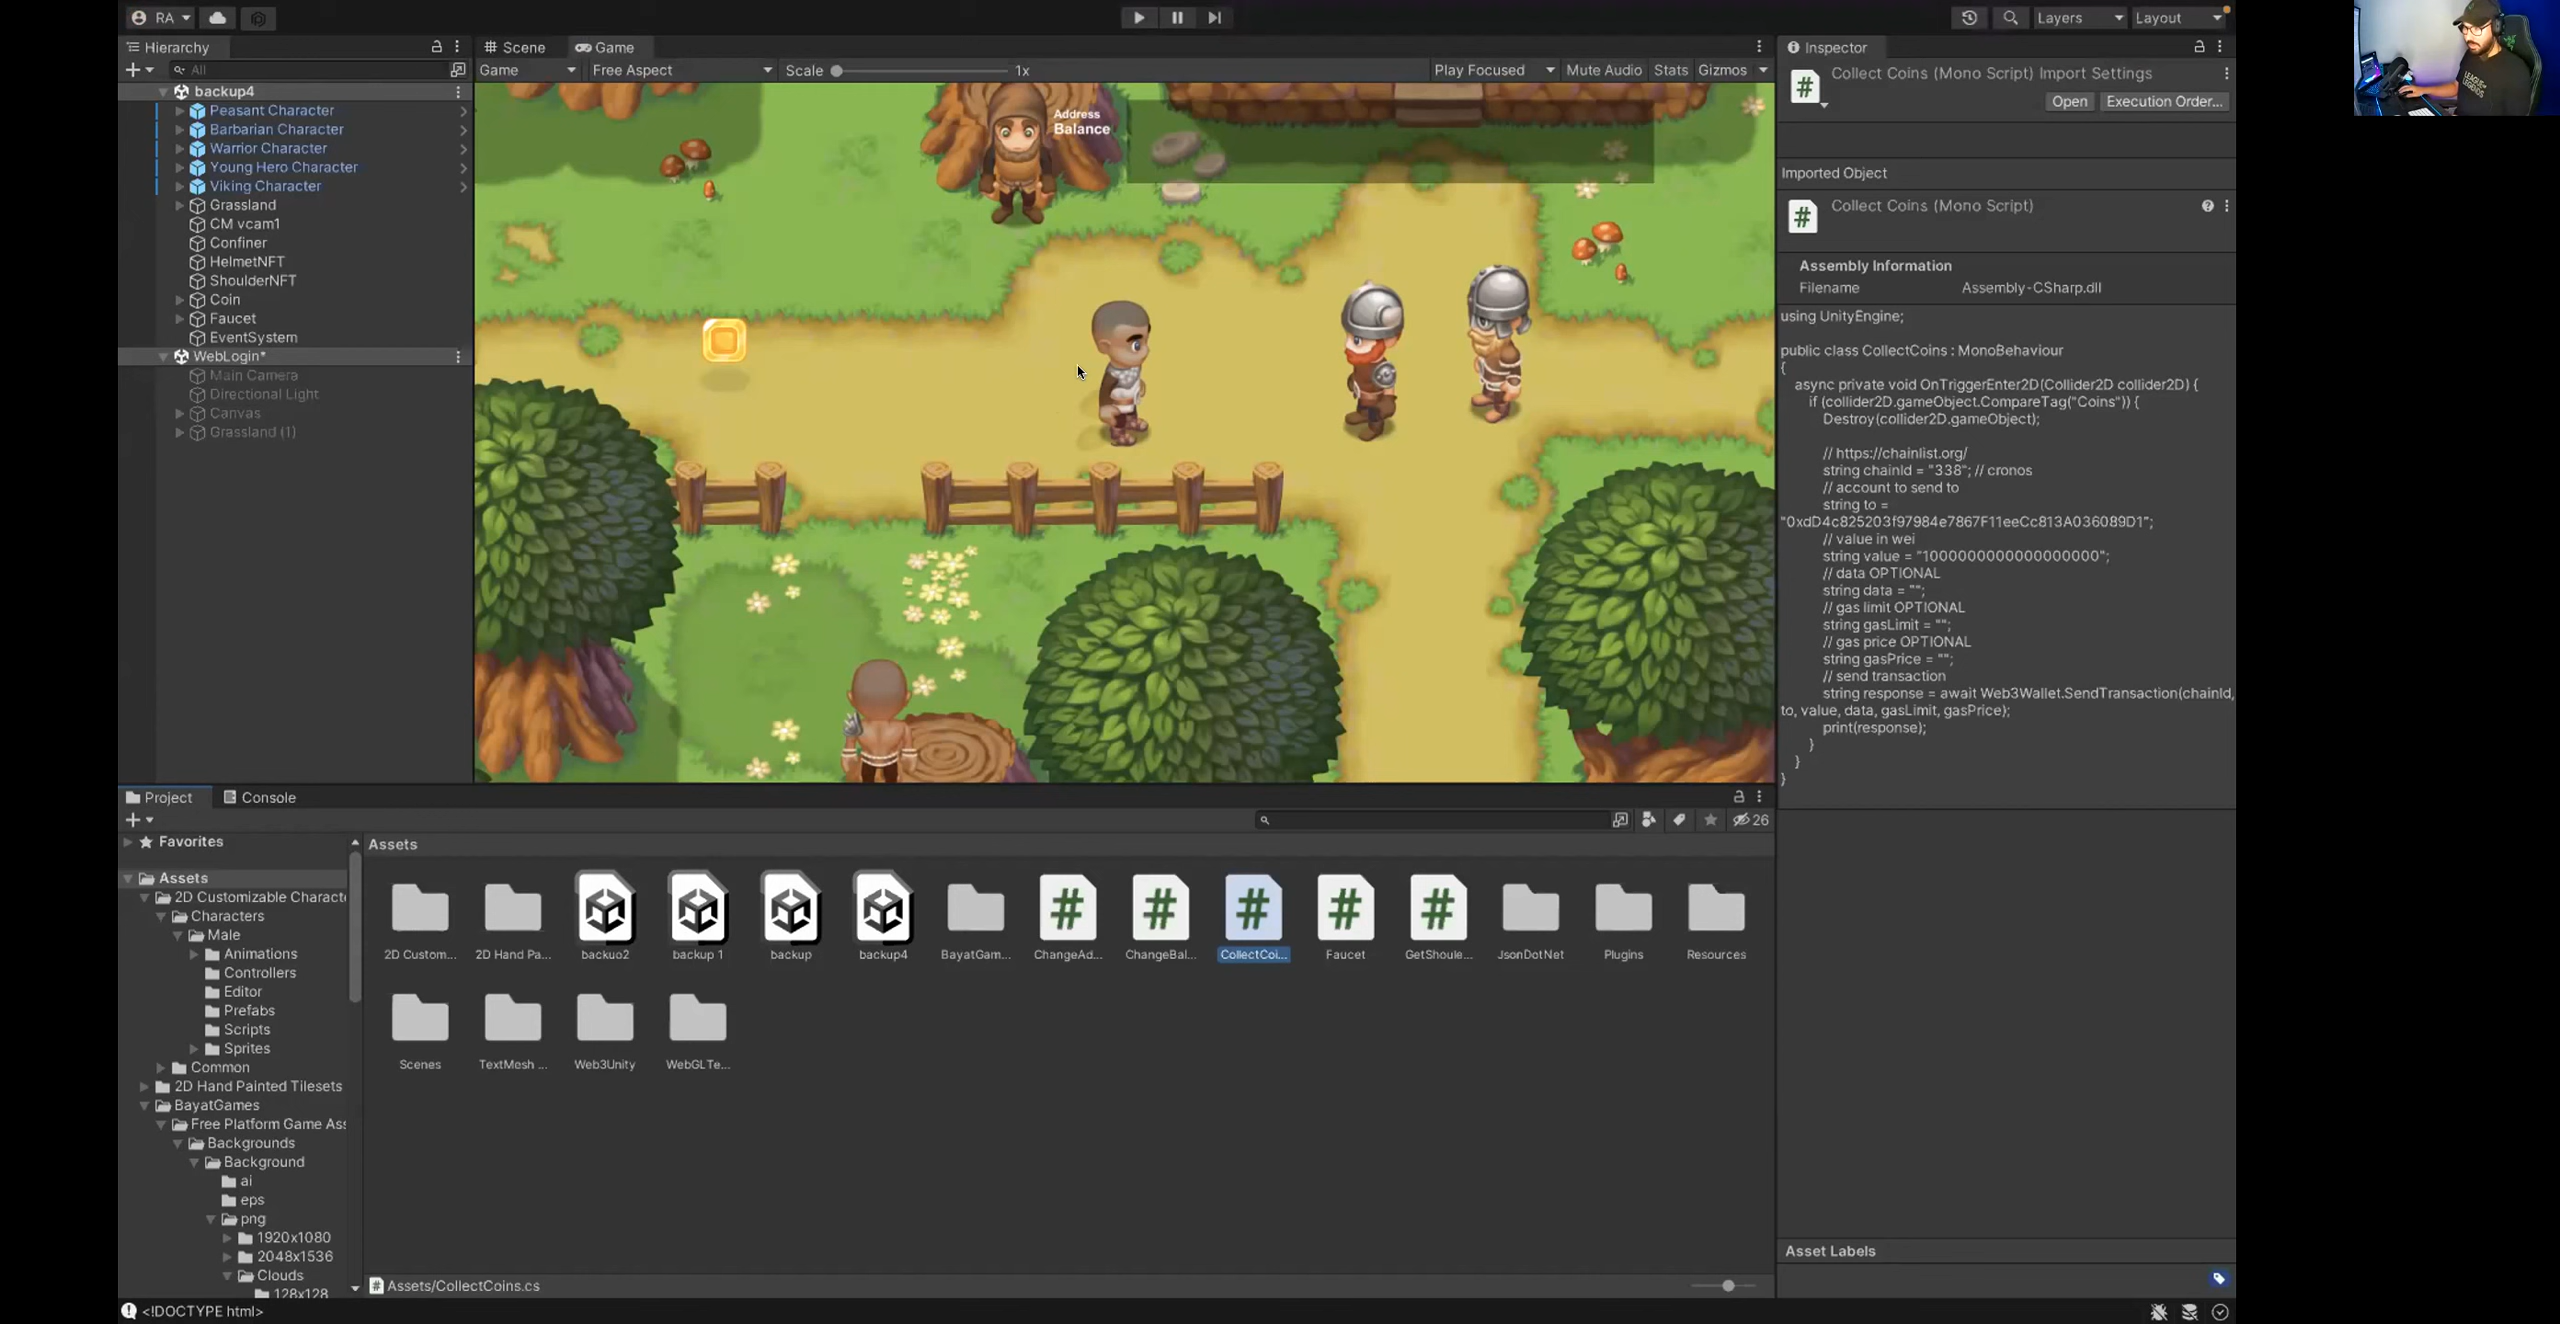 RA
Layers
Layout
Hierarchy
All
backup4
Peasant Character
Barbarian Character
Warrior Character
Young Hero Character
Viking Character
Grassland
CM vcam1
Confiner
HelmetNFT
ShoulderNFT
Coin
Faucet
EventSystem
WebLogin*
Main Camera
Directional Light
Canvas
Grassland (1)
Scene
Game
Game
Free Aspect
Scale
1x
Play Focused
Mute Audio
Stats
Gizmos
Address
Balance
Inspector
Collect Coins (Mono Script) Import Settings
Open
Execution Order...
Imported Object
Collect Coins (Mono Script)
Assembly Information
Filename Assembly-CSharp.dll
using UnityEngine;
public class CollectCoins : MonoBehaviour
{
async private void OnTriggerEnter2D(Collider2D collider2D) {
if (collider2D.gameObject.CompareTag("Coins")) {
Destroy(collider2D.gameObject);
// https://chainlist.org/
string chainId = "338"; // cronos
// account to send to
string to =
"0xdD4c825203f97984e7867F11eeCc813A036089D1";
// value in wei
string value = "1000000000000000000";
// data OPTIONAL
string data = "";
// gas limit OPTIONAL
string gasLimit = "";
// gas price OPTIONAL
string gasPrice = "";
// send transaction
string response = await Web3Wallet.SendTransaction(chainId,
to, value, data, gasLimit, gasPrice);
print(response);
}
}
}
Project
Console
26
Favorites
Assets
2D Customizable Characte
Characters
Male
Animations
Controllers
Editor
Prefabs
Scripts
Sprites
Common
2D Hand Painted Tilesets
BayatGames
Free Platform Game Ass
Backgrounds
Background
ai
eps
png
1920x1080
2048x1536
Clouds
128x128
Assets
2D Custom...
2D Hand Pa...
backuo2
backup 1
backup
backup4
BayatGam...
ChangeAd...
ChangeBal...
CollectCoi...
Faucet
GetShoule...
JsonDotNet
Plugins
Resources
Scenes
TextMesh ...
Web3Unity
WebGLTe...
Assets/CollectCoins.cs
Asset Labels
<!DOCTYPE html>
LEAGUE of
LEGENDS